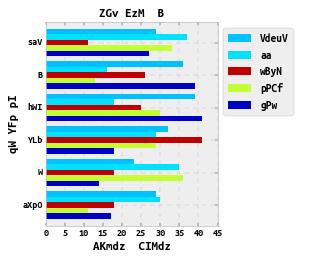 ZGv EzM B
saV
B
hWI
YLb
W
aXpO
qW YFp pI
0 5 10 15 20 25 30 35 40 45
AKmdz CIMdz
VdeuV
aa
wByN
pPCf
gPw